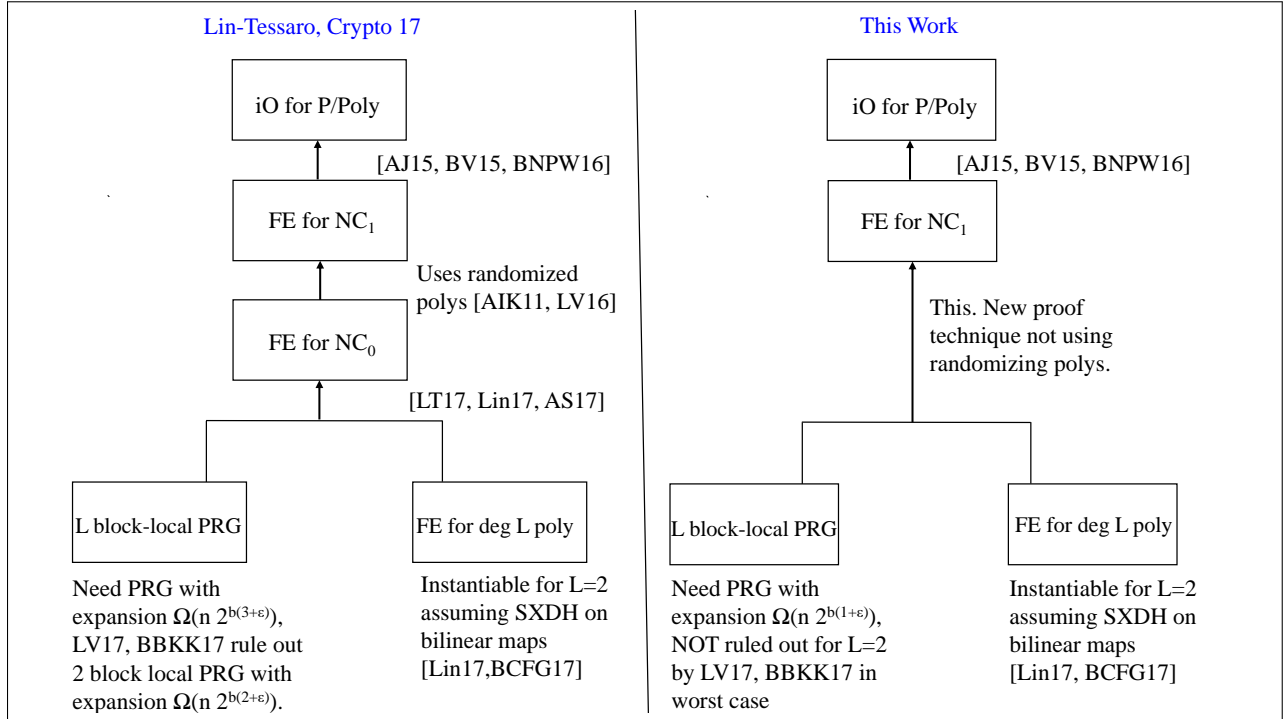 Lin-Tessaro, Crypto 17
iO for P/Poly
[AJ15, BV15, BNPW16]
FE for NC₁
Uses randomized
polys [AIK11, LV16]
FE for NC₀
[LT17, Lin17, AS17]
L block-local PRG
FE for deg L poly
Need PRG with
expansion Ω(n 2^{b(3+ε)}),
LV17, BBKK17 rule out
2 block local PRG with
expansion Ω(n 2^{b(2+ε)}).
Instantiable for L=2
assuming SXDH on
bilinear maps
[Lin17,BCFG17]
This Work
iO for P/Poly
[AJ15, BV15, BNPW16]
FE for NC₁
This. New proof
technique not using
randomizing polys.
L block-local PRG
FE for deg L poly
Need PRG with
expansion Ω(n 2^{b(1+ε)}),
NOT ruled out for L=2
by LV17, BBKK17 in
worst case
Instantiable for L=2
assuming SXDH on
bilinear maps
[Lin17, BCFG17]